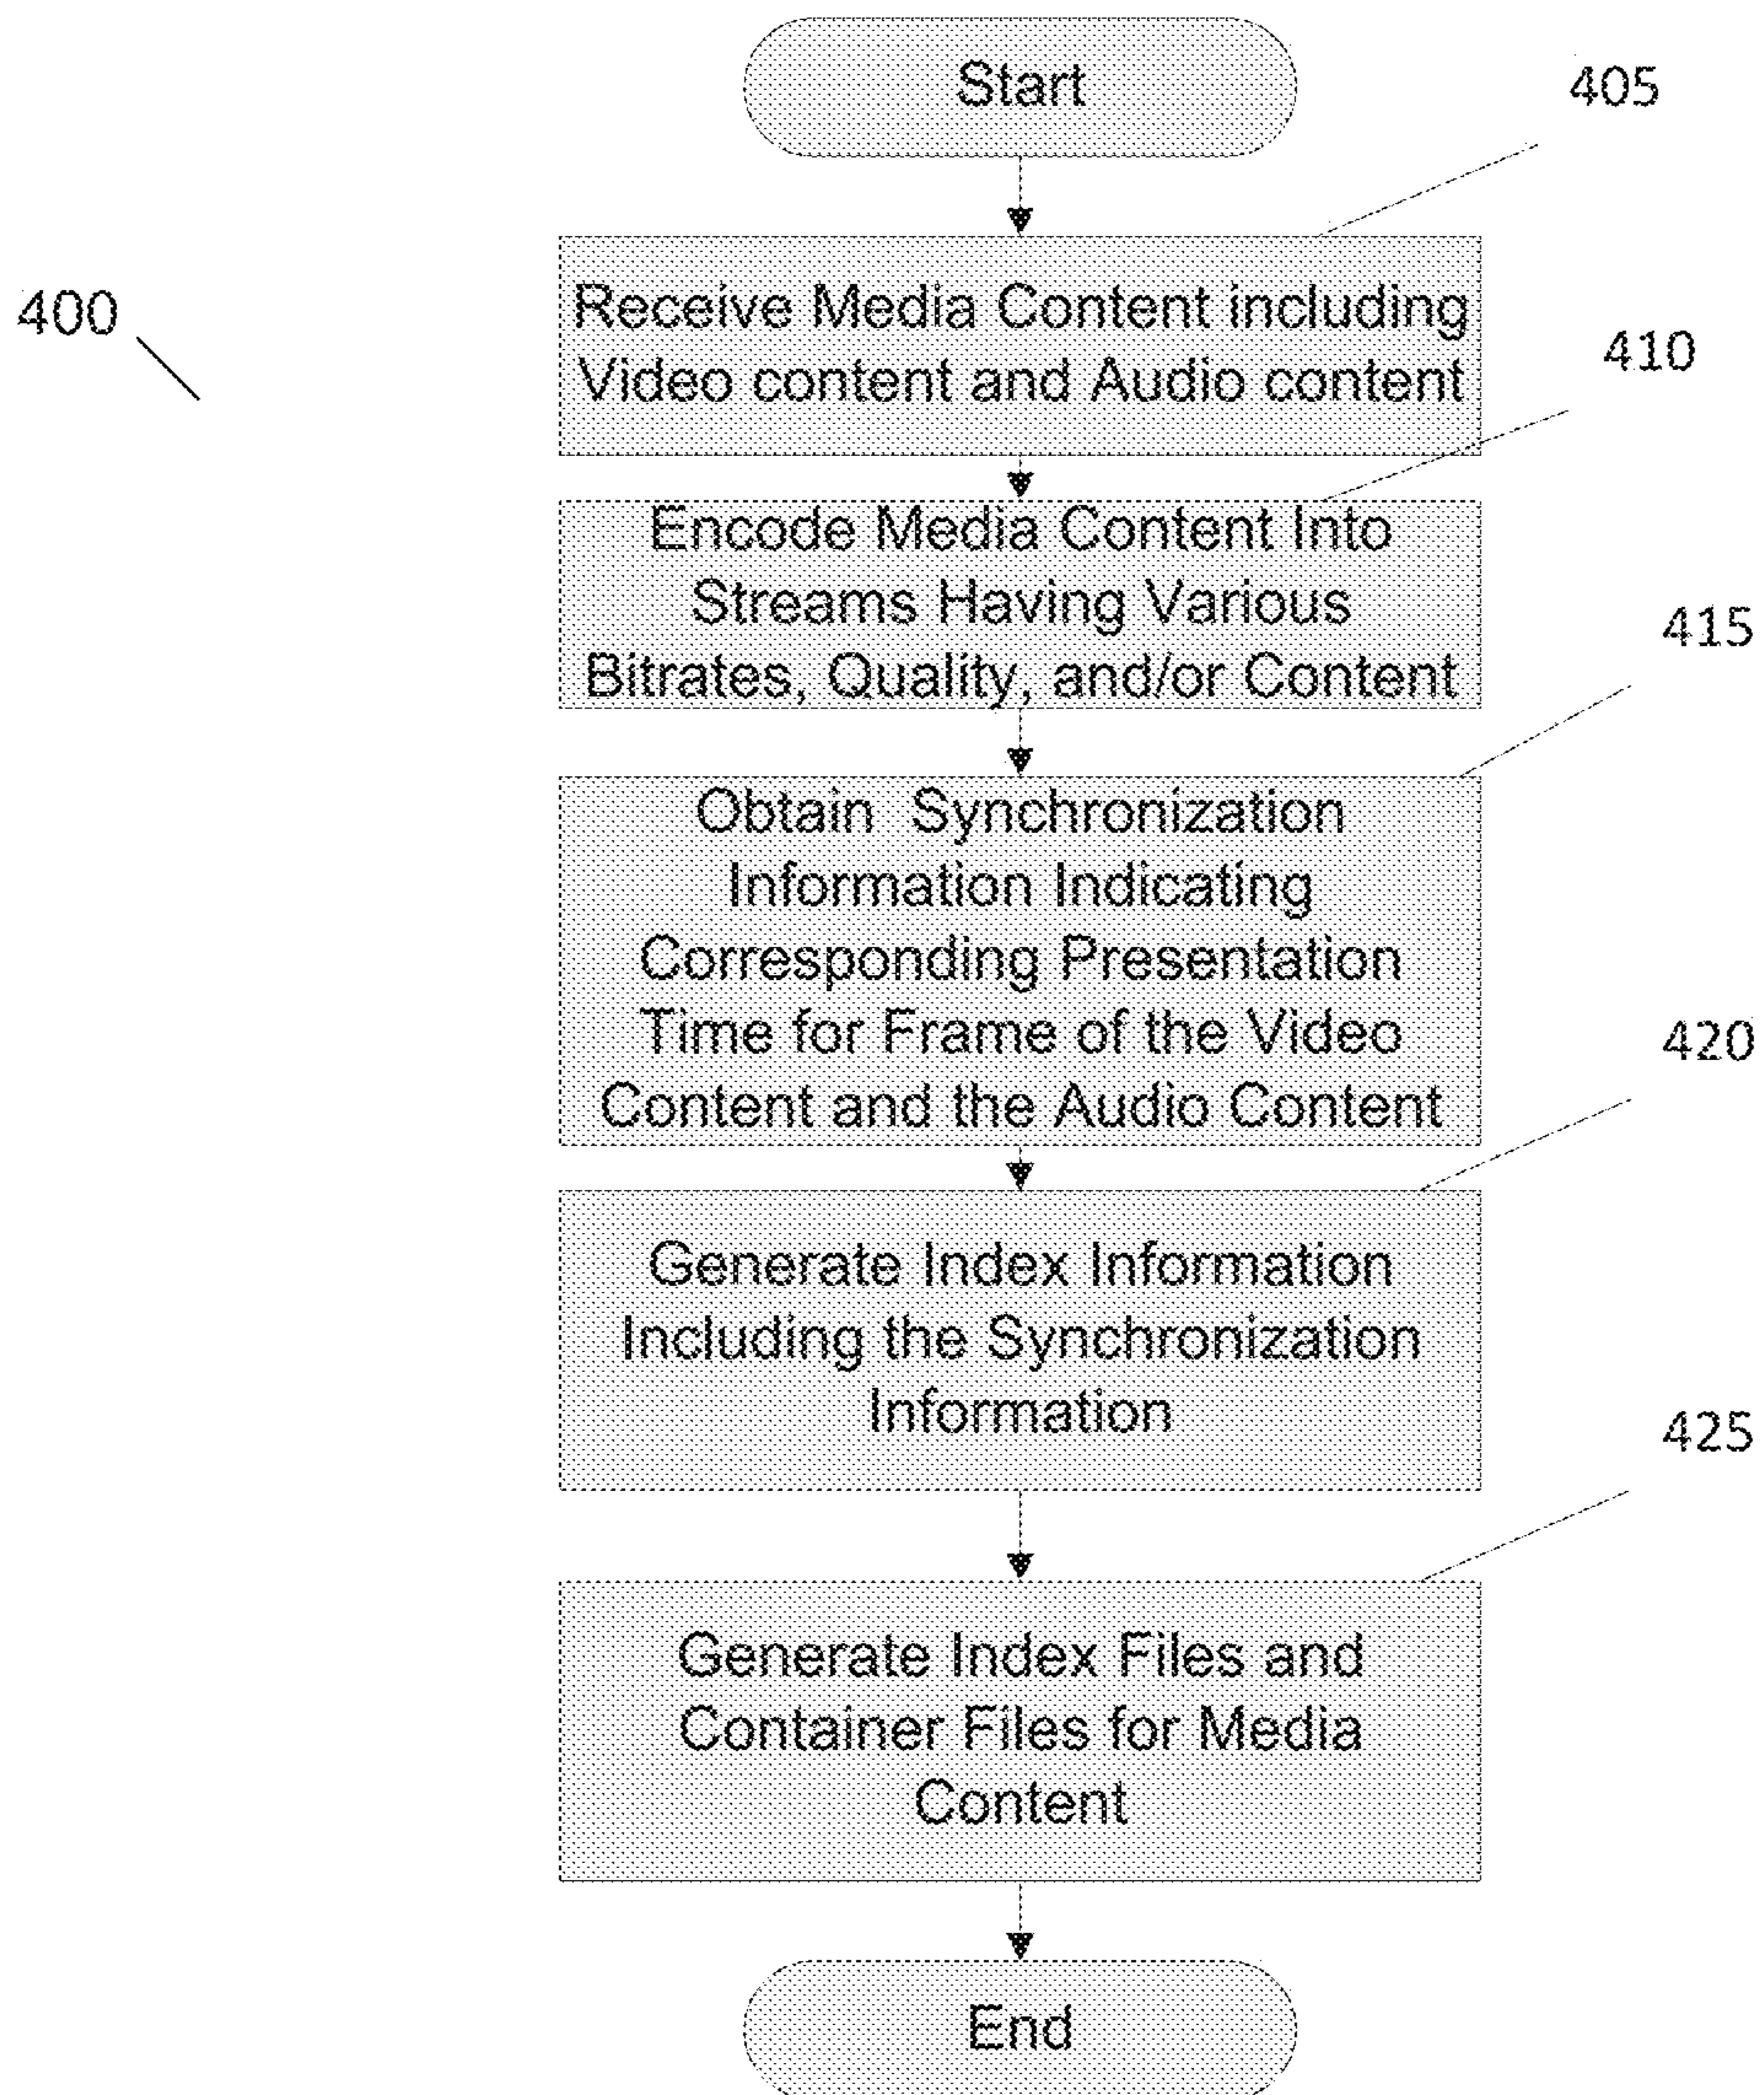 Start
405
400
Receive Media Content including
Video content and Audio content
410
Encode Media Content Into
Streams Having Various
Bitrates, Quality, and/or Content
415
Obtain Synchronization
Information Indicating
Corresponding Presentation
Time for Frame of the Video
Content and the Audio Content
420
Generate Index Information
Including the Synchronization
Information
425
Generate Index Files and
Container Files for Media
Content
End